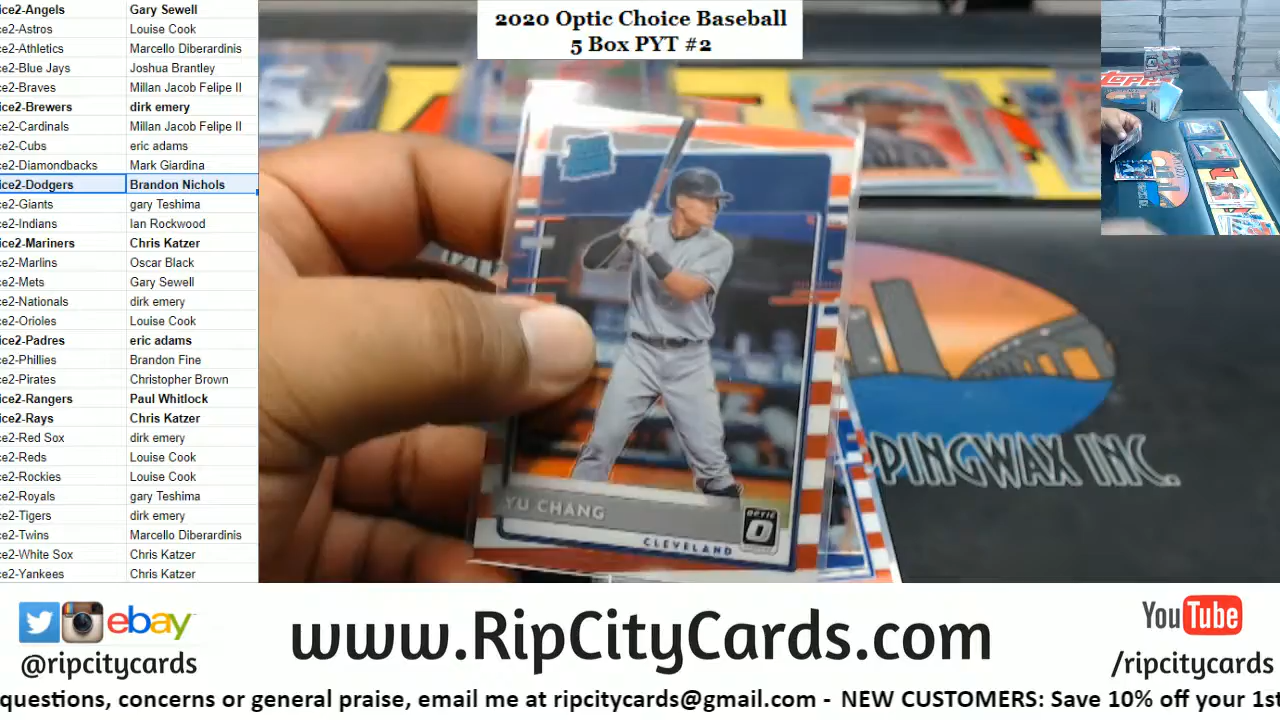 ice2-Angels Gary Sewell
ce2-Astros Louise Cook
ce2-Athletics Marcello Diberardinis
ce2-Blue Jays Joshua Brantley
ce2-Braves Millan Jacob Felipe II
ice2-Brewers dirk emery
ce2-Cardinals Millan Jacob Felipe II
ce2-Cubs eric adams
ce2-Diamondbacks Mark Giardina
ice2-Dodgers Brandon Nichols
ce2-Giants gary Teshima
ce2-Indians Ian Rockwood
ice2-Mariners Chris Katzer
ce2-Marlins Oscar Black
ce2-Mets Gary Sewell
ce2-Nationals dirk emery
ce2-Orioles Louise Cook
ice2-Padres eric adams
ce2-Phillies Brandon Fine
ce2-Pirates Christopher Brown
ice2-Rangers Paul Whitlock
ice2-Rays Chris Katzer
ce2-Red Sox dirk emery
ce2-Reds Louise Cook
ce2-Rockies Louise Cook
ce2-Royals gary Teshima
ce2-Tigers dirk emery
ce2-Twins Marcello Diberardinis
ce2-White Sox Chris Katzer
ce2-Yankees Chris Katzer
2020 Optic Choice Baseball
5 Box PYT #2
YU CHANG
OPTIC
CLEVELAND
PPINGWAX INC.
ebay
@ripcitycards
www.RipCityCards.com
YouTube
/ripcitycards
questions, concerns or general praise, email me at ripcitycards@gmail.com - NEW CUSTOMERS: Save 10% off your 1st